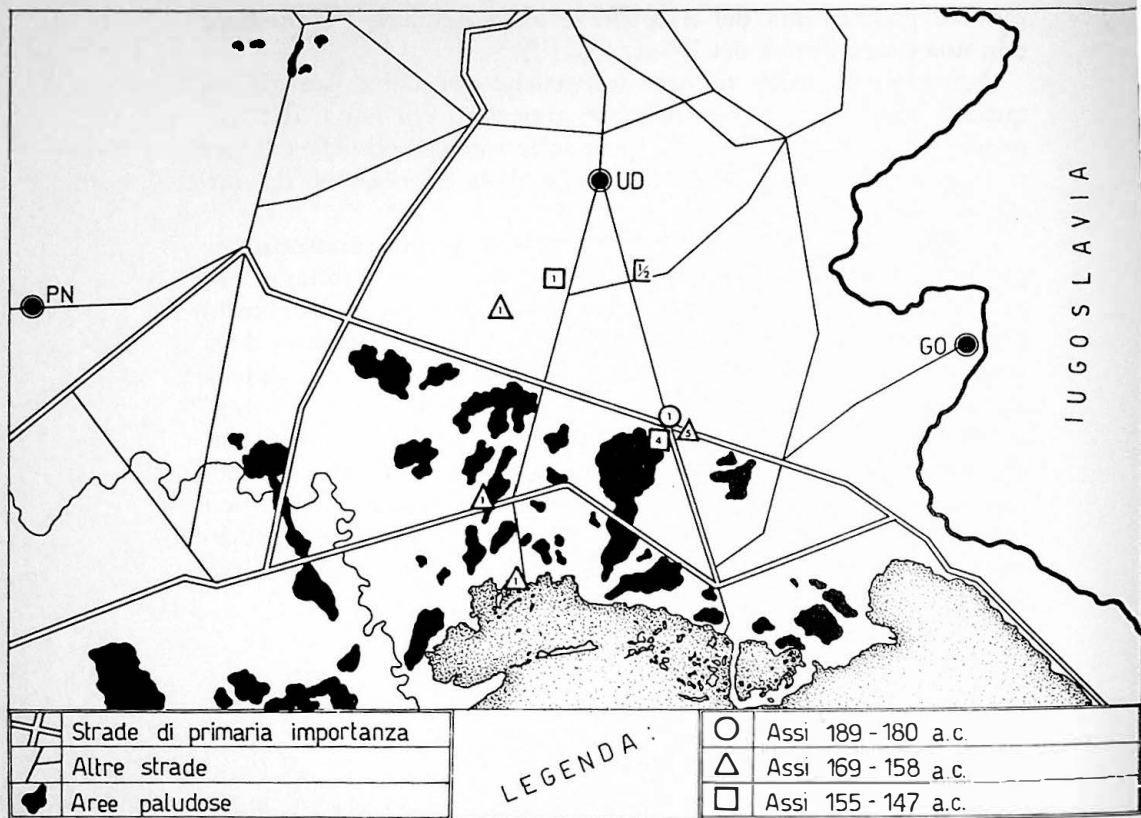 UD
IUGOSLAVIA
1
½
PN
1
GO
1
4
5
1
1
Strade di primaria importanza
Altre strade
Aree paludose
LEGENDA:
Assi 189 - 180 a.c.
Assi 169 - 158 a.c.
Assi 155 - 147 a.c.